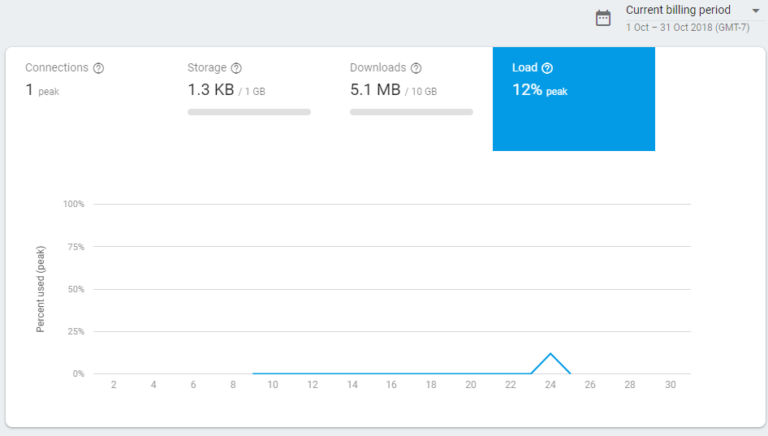 Current billing period
1 Oct – 31 Oct 2018 (GMT-7)
Connections
1 peak
Storage
1.3 KB / 1 GB
Downloads
5.1 MB / 10 GB
Load
12% peak
Percent used (peak)
100%
75%
50%
25%
0%
2 4 6 8 10 12 14 16 18 20 22 24 26 28 30